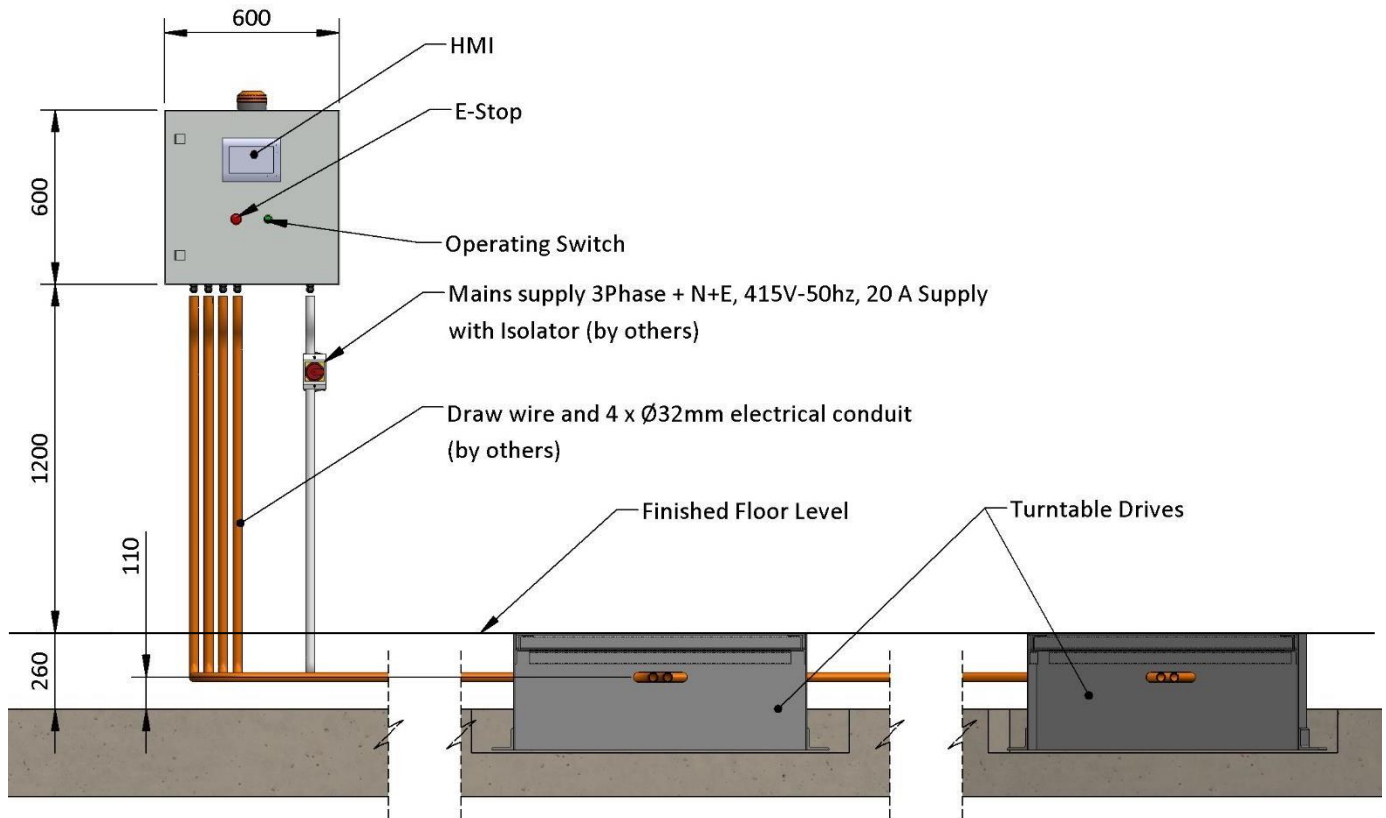 600
HMI
E-Stop
600
Operating Switch
Mains supply 3Phase + N+E, 415V-50hz, 20 A Supply
with Isolator (by others)
Draw wire and 4 x Ø32mm electrical conduit
(by others)
1200
Finished Floor Level
Turntable Drives
110
260